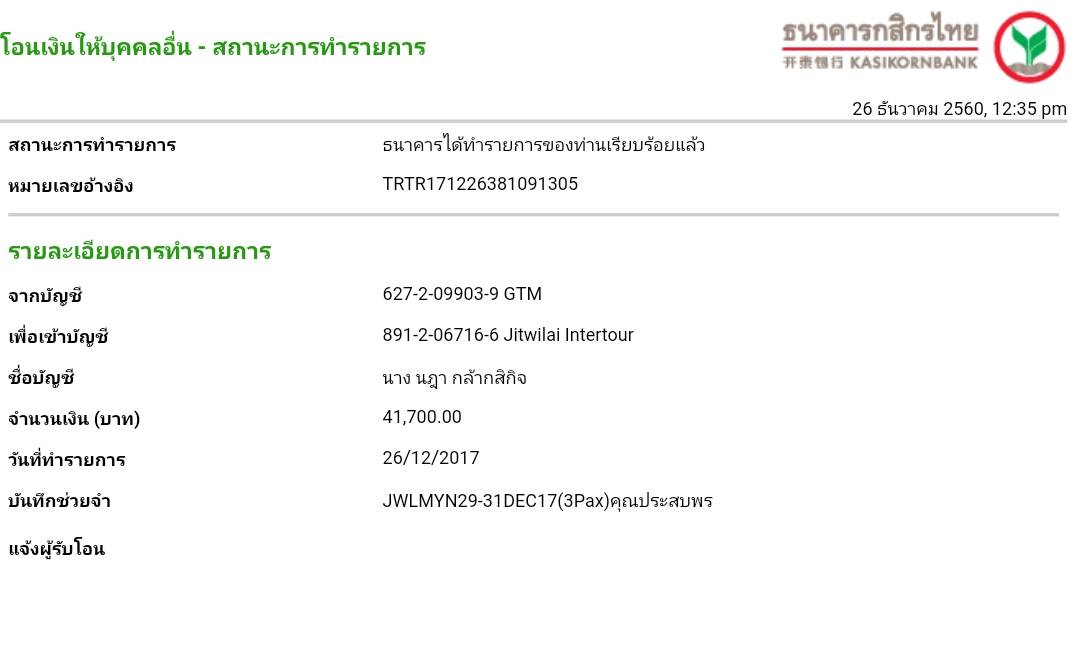 โอนเงินให้บุคคลอื่น - สถานะการทำรายการ
ธนาคารกสิกรไทย
开泰银行 KASIKORNBANK
26 ธันวาคม 2560, 12:35 pm
สถานะการทำรายการ ธนาคารได้ทำรายการของท่านเรียบร้อยแล้ว
หมายเลขอ้างอิง TRTR171226381091305
รายละเอียดการทำรายการ
จากบัญชี 627-2-09903-9 GTM
เพื่อเข้าบัญชี 891-2-06716-6 Jitwilai Intertour
ชื่อบัญชี นาง นฎา กล้ากสิกิจ
จำนวนเงิน (บาท) 41,700.00
วันที่ทำรายการ 26/12/2017
บันทึกช่วยจำ JWLMYN29-31DEC17(3Pax)คุณประสบพร
แจ้งผู้รับโอน